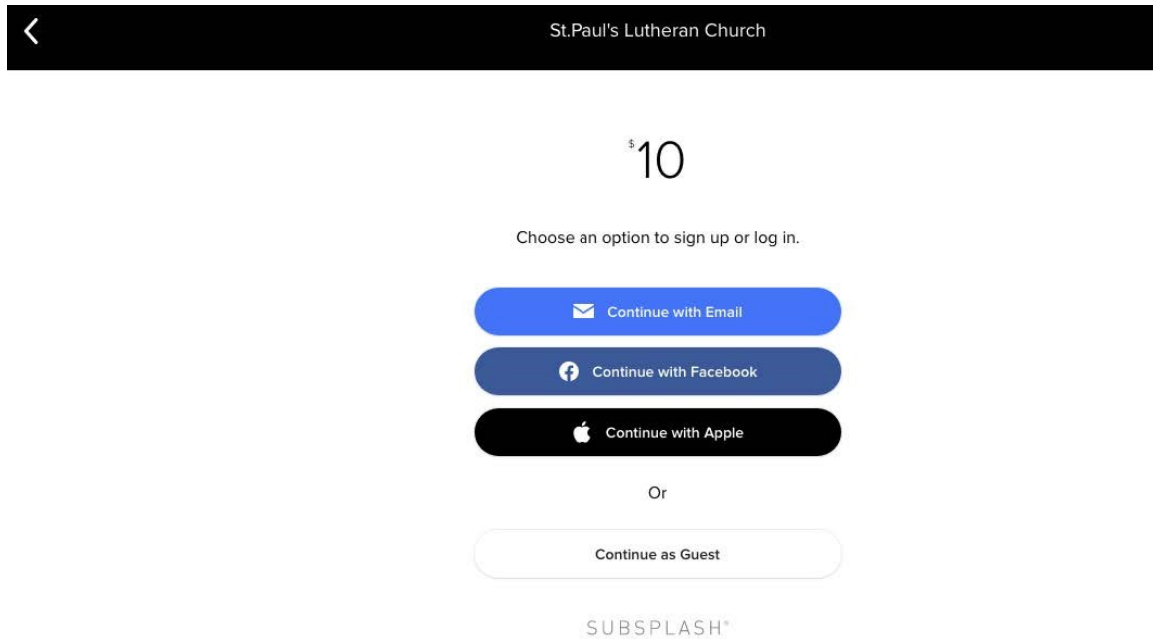 St.Paul's Lutheran Church
$10
Choose an option to sign up or log in.
Continue with Email
Continue with Facebook
Continue with Apple
Or
Continue as Guest
SUBSPLASH®